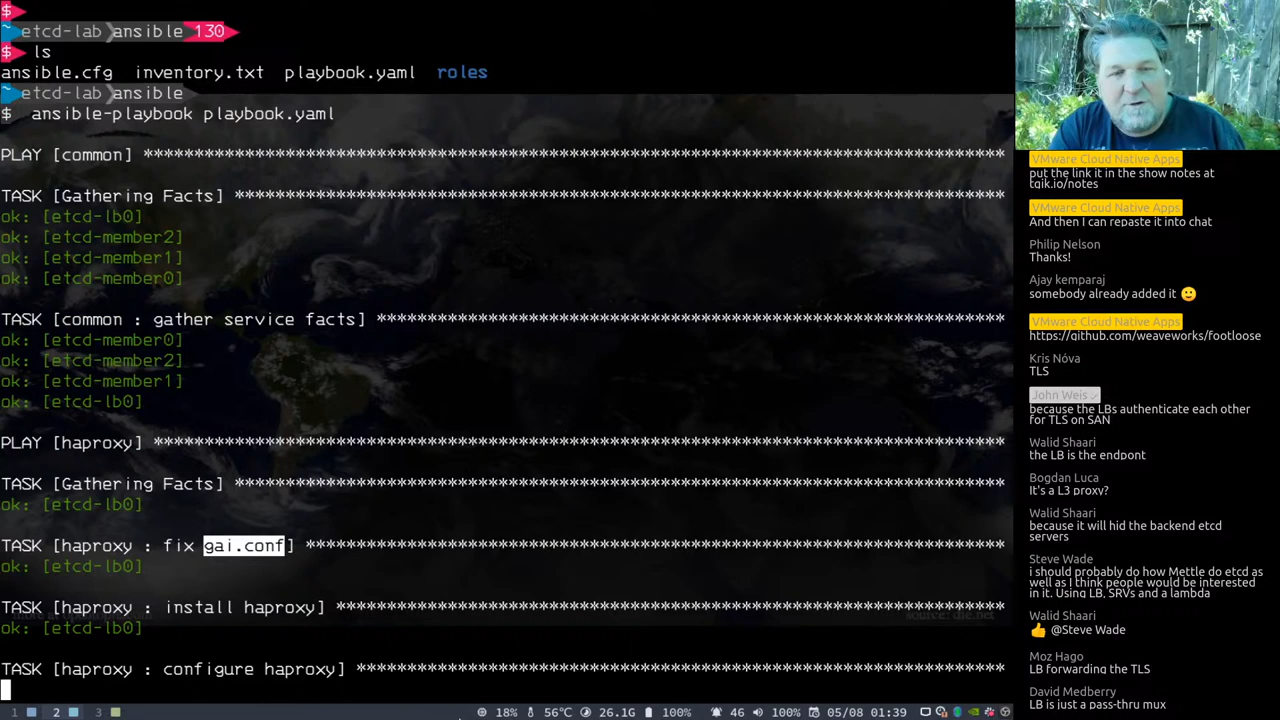 $
~ etcd-lab ansible 130
$ ls
ansible.cfg inventory.txt playbook.yaml roles
~ etcd-lab ansible
$ ansible-playbook playbook.yaml
PLAY [common] *************************************************************************************
TASK [Gathering Facts] ****************************************************************************
ok: [etcd-lb0]
ok: [etcd-member2]
ok: [etcd-member1]
ok: [etcd-member0]
TASK [common : gather service facts] **************************************************************
ok: [etcd-member0]
ok: [etcd-member2]
ok: [etcd-member1]
ok: [etcd-lb0]
PLAY [haproxy] ************************************************************************************
TASK [Gathering Facts] ****************************************************************************
ok: [etcd-lb0]
TASK [haproxy : fix gai.conf] *********************************************************************
ok: [etcd-lb0]
TASK [haproxy : install haproxy] ******************************************************************
source: die.net
ok: [etcd-lb0]
TASK [haproxy : configure haproxy] ****************************************************************
1 2 3 18% 56°C 26.1G 100% 46 100% 05/08 01:39
VMware Cloud Native Apps
put the link it in the show notes at
tgik.io/notes
VMware Cloud Native Apps
And then I can repaste it into chat
Philip Nelson
Thanks!
Ajay kemparaj
somebody already added it 🙂
VMware Cloud Native Apps
https://github.com/weaveworks/footloose
Kris Nóva
TLS
John Weis
because the LBs authenticate each other
for TLS on SAN
Walid Shaari
the LB is the endpont
Bogdan Luca
It's a L3 proxy?
Walid Shaari
because it will hid the backend etcd
servers
Steve Wade
i should probably do how Mettle do etcd as
well as I think people would be interested
in it. Using LB, SRVs and a lambda
Walid Shaari
👍 @Steve Wade
Moz Hago
LB forwarding the TLS
David Medberry
LB is just a pass-thru mux